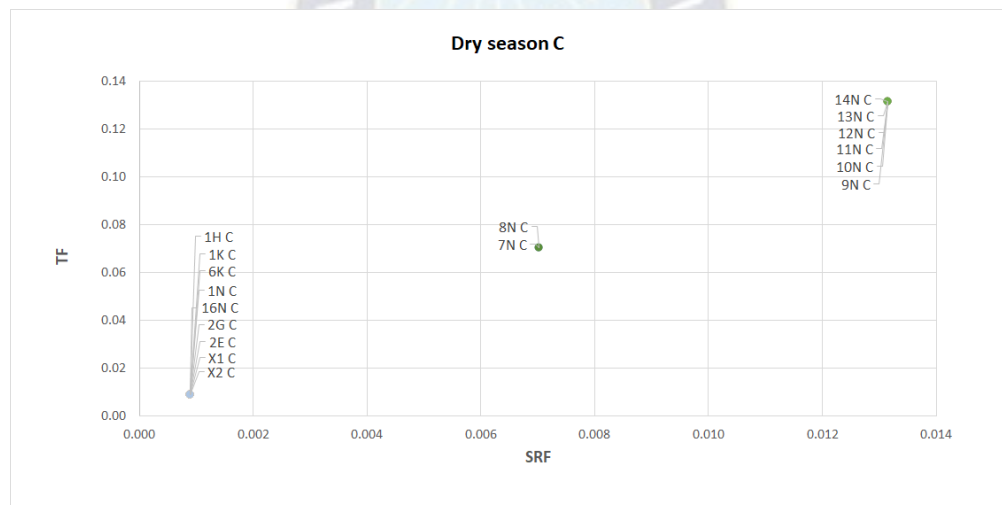 Dry season C
0.14
0.12
0.10
0.08
0.06
0.04
0.02
0.00
TF
14N C
13N C
12N C
11N C
10N C
9N C
8N C
7N C
1H C
1K C
6K C
1N C
16N C
2G C
2E C
X1 C
X2 C
0.000
0.002
0.004
0.006
0.008
0.010
0.012
0.014
SRF